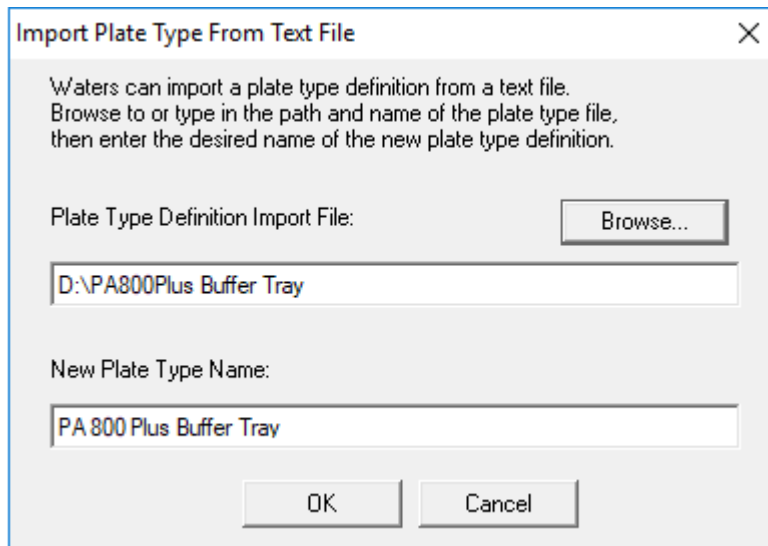 Import Plate Type From Text File
Waters can import a plate type definition from a text file.
Browse to or type in the path and name of the plate type file,
then enter the desired name of the new plate type definition.
Plate Type Definition Import File:
Browse...
D:\PA800Plus Buffer Tray
New Plate Type Name:
PA 800 Plus Buffer Tray
OK
Cancel